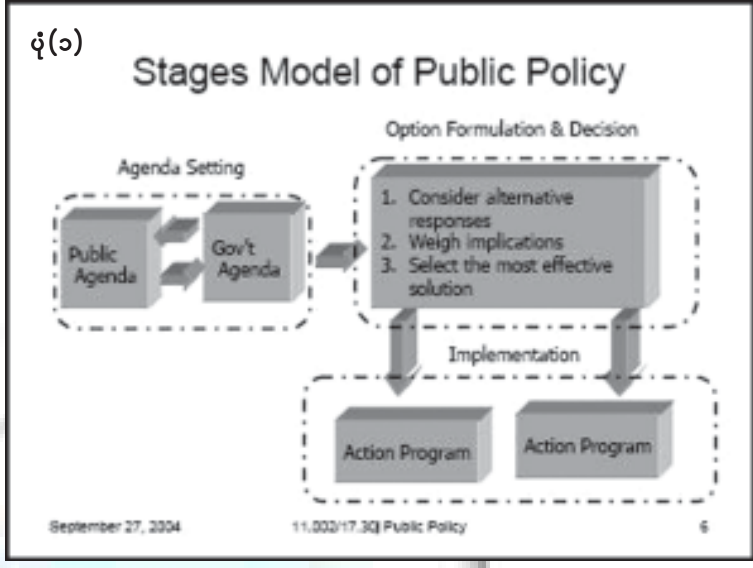 ပုံ(၁)
Stages Model of Public Policy
Option Formulation & Decision
Agenda Setting
1. Consider alternative
responses
2. Weigh implications
3. Select the most effective
solution
Public
Agenda
Gov't
Agenda
Implementation
Action Program
Action Program
September 27, 2004
11.002/17.30j Public Policy
6